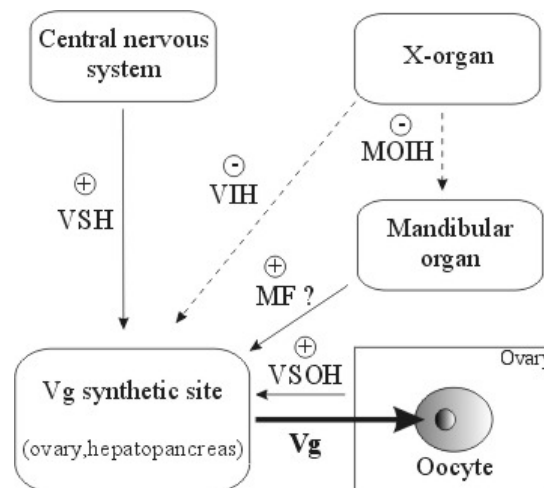 Central nervous
system
X-organ
-
MOIH
+
VSH
-
VIH
Mandibular
organ
+
MF ?
+
VSOH
Ovary
Vg synthetic site
(ovary,hepatopancreas)
Vg
Oocyte